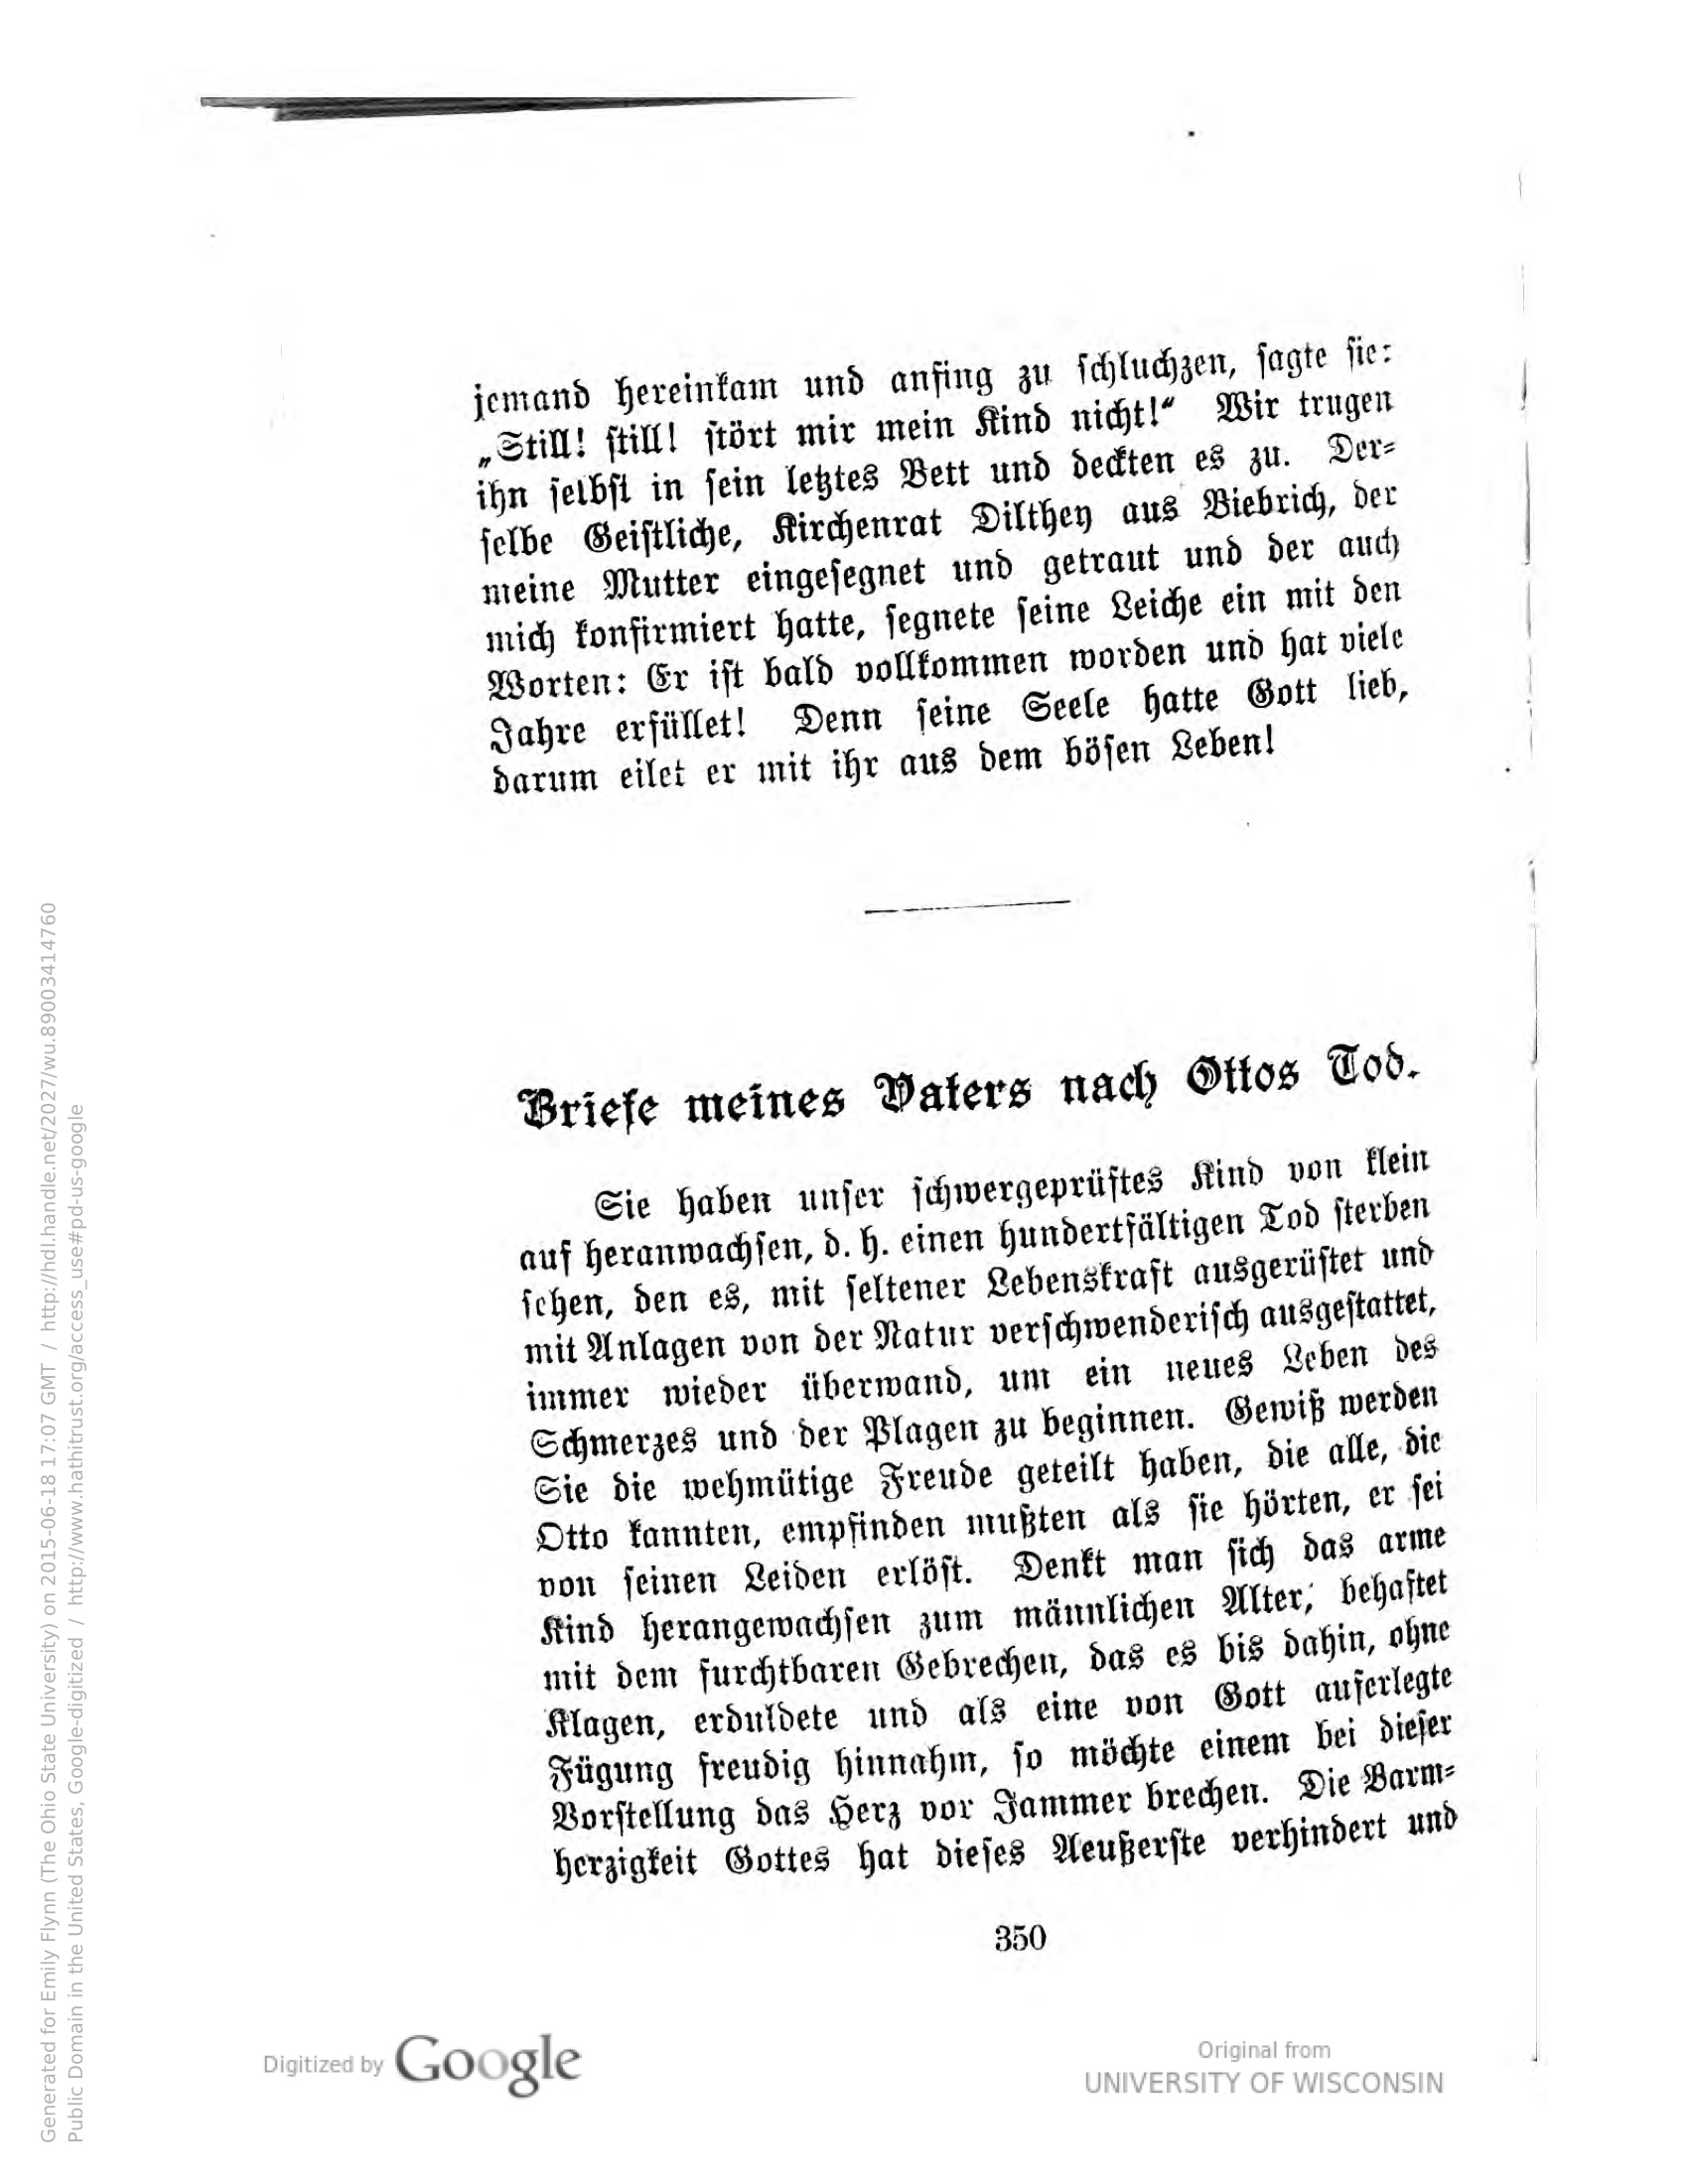 jemand hereinkam und anfing zu schluchzen, sagte sie:
„Still! still! stört mir mein Kind nicht!“ Wir trugen
ihn selbst in sein letztes Bett und deckten es zu. Der-
selbe Geistliche, Kirchenrat Dilthey aus Biebrich, der
meine Mutter eingesegnet und getraut und der auch
mich konfirmiert hatte, segnete seine Leiche ein mit den
Worten: Er ist bald vollkommen worden und hat viele
Jahre erfüllet! Denn seine Seele hatte Gott lieb,
darum eilet er mit ihr aus dem bösen Leben!
Briefe meines Vaters nach Ottos Tod.
Sie haben unser schwergeprüftes Kind von klein
auf heranwachsen, d. h. einen hundertfältigen Tod sterben
sehen, den es, mit seltener Lebenskraft ausgerüstet und
mit Anlagen von der Natur verschwenderisch ausgestattet,
immer wieder überwand, um ein neues Leben des
Schmerzes und der Plagen zu beginnen. Gewiß werden
Sie die wehmütige Freude geteilt haben, die alle, die
Otto kannten, empfinden mußten als sie hörten, er sei
von seinen Leiden erlöst. Denkt man sich das arme
Kind herangewachsen zum männlichen Alter, behaftet
mit dem furchtbaren Gebrechen, das es bis dahin, ohne
Klagen, erduldete und als eine von Gott auferlegte
Fügung freudig hinnahm, so möchte einem bei dieser
Vorstellung das Herz vor Jammer brechen. Die Barm-
herzigkeit Gottes hat dieses Aeußerste verhindert und
350
Generated for Emily Flynn (The Ohio State University) on 2015-06-18 17:07 GMT / http://hdl.handle.net/2027/wu.89003414760
Public Domain in the United States, Google-digitized / http://www.hathitrust.org/access_use#pd-us-google
Digitized by Google
Original from
UNIVERSITY OF WISCONSIN